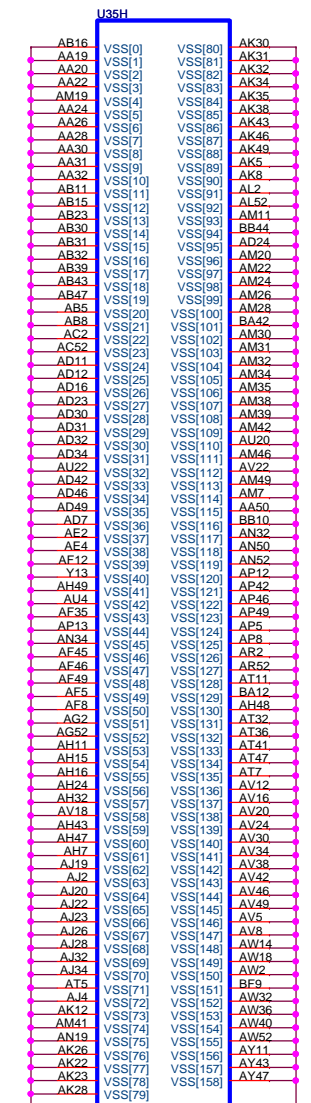 U35H
AB16 VSS[0] VSS[80] AK30
AA19 VSS[1] VSS[81] AK31
AA20 VSS[2] VSS[82] AK32
AA22 VSS[3] VSS[83] AK34
AM19 VSS[4] VSS[84] AK35
AA24 VSS[5] VSS[85] AK38
AA26 VSS[6] VSS[86] AK43
AA28 VSS[7] VSS[87] AK46
AA30 VSS[8] VSS[88] AK49
AA31 VSS[9] VSS[89] AK5
AA32 VSS[10] VSS[90] AK8
AB11 VSS[11] VSS[91] AL2
AB15 VSS[12] VSS[92] AL52
AB23 VSS[13] VSS[93] AM11
AB30 VSS[14] VSS[94] BB44
AB31 VSS[15] VSS[95] AD24
AB32 VSS[16] VSS[96] AM20
AB39 VSS[17] VSS[97] AM22
AB43 VSS[18] VSS[98] AM24
AB47 VSS[19] VSS[99] AM26
AB5 VSS[20] VSS[100] AM28
AB8 VSS[21] VSS[101] BA42
AC2 VSS[22] VSS[102] AM30
AC52 VSS[23] VSS[103] AM31
AD11 VSS[24] VSS[104] AM32
AD12 VSS[25] VSS[105] AM34
AD16 VSS[26] VSS[106] AM35
AD23 VSS[27] VSS[107] AM38
AD30 VSS[28] VSS[108] AM39
AD31 VSS[29] VSS[109] AM42
AD32 VSS[30] VSS[110] AU20
AD34 VSS[31] VSS[111] AM46
AU22 VSS[32] VSS[112] AV22
AD42 VSS[33] VSS[113] AM49
AD46 VSS[34] VSS[114] AM7
AD49 VSS[35] VSS[115] AA50
AD7 VSS[36] VSS[116] BB10
AE2 VSS[37] VSS[117] AN32
AE4 VSS[38] VSS[118] AN50
AF12 VSS[39] VSS[119] AN52
Y13 VSS[40] VSS[120] AP12
AH49 VSS[41] VSS[121] AP42
AU4 VSS[42] VSS[122] AP46
AF35 VSS[43] VSS[123] AP49
AP13 VSS[44] VSS[124] AP5
AN34 VSS[45] VSS[125] AP8
AF45 VSS[46] VSS[126] AR2
AF46 VSS[47] VSS[127] AR52
AF49 VSS[48] VSS[128] AT11
AF5 VSS[49] VSS[129] BA12
AF8 VSS[50] VSS[130] AH48
AG2 VSS[51] VSS[131] AT32
AG52 VSS[52] VSS[132] AT36
AH11 VSS[53] VSS[133] AT41
AH15 VSS[54] VSS[134] AT47
AH16 VSS[55] VSS[135] AT7
AH24 VSS[56] VSS[136] AV12
AH32 VSS[57] VSS[137] AV16
AV18 VSS[58] VSS[138] AV20
AH43 VSS[59] VSS[139] AV24
AH47 VSS[60] VSS[140] AV30
AH7 VSS[61] VSS[141] AV34
AJ19 VSS[62] VSS[142] AV38
AJ2 VSS[63] VSS[143] AV42
AJ20 VSS[64] VSS[144] AV46
AJ22 VSS[65] VSS[145] AV49
AJ23 VSS[66] VSS[146] AV5
AJ26 VSS[67] VSS[147] AV8
AJ28 VSS[68] VSS[148] AW14
AJ32 VSS[69] VSS[149] AW18
AJ34 VSS[70] VSS[150] AW2
AT5 VSS[71] VSS[151] BF9
AJ4 VSS[72] VSS[152] AW32
AK12 VSS[73] VSS[153] AW36
AM41 VSS[74] VSS[154] AW40
AN19 VSS[75] VSS[155] AW52
AK26 VSS[76] VSS[156] AY11
AK22 VSS[77] VSS[157] AY43
AK23 VSS[78] VSS[158] AY47
AK28 VSS[79]